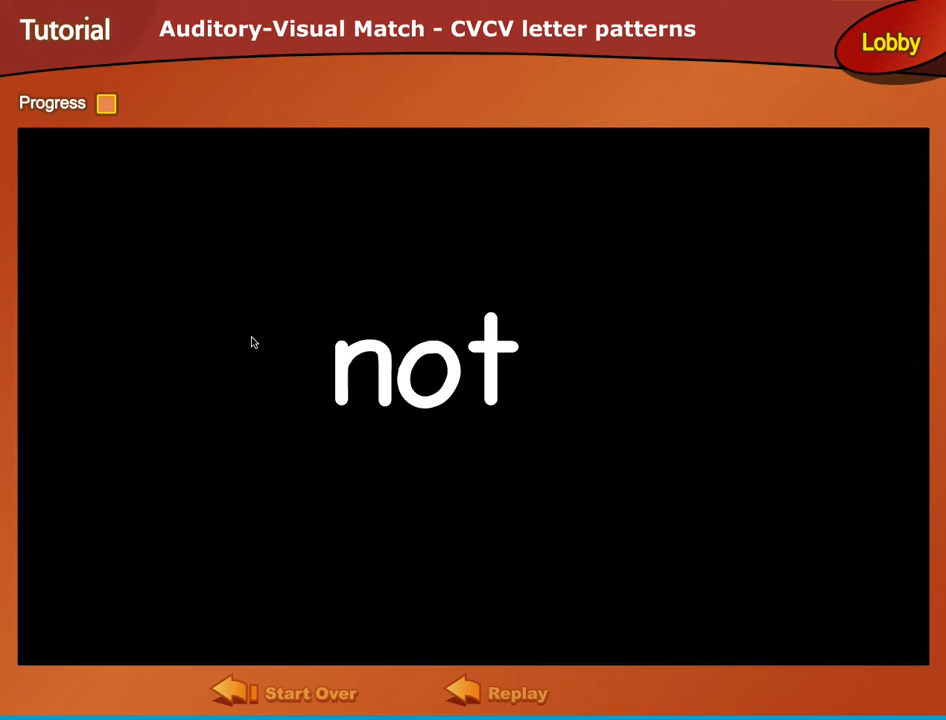 Tutorial
Auditory-Visual Match - CVCV letter patterns
Lobby
Progress
not
Start Over
Replay